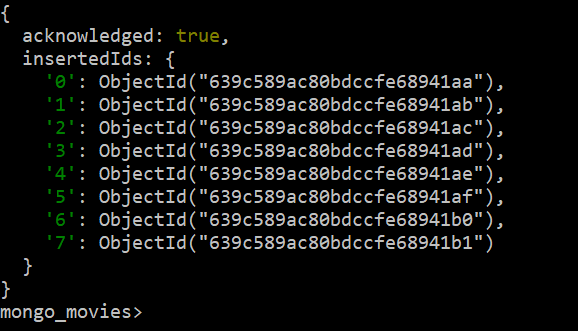 {
  acknowledged: true,
  insertedIds: {
    '0': ObjectId("639c589ac80bdccfe68941aa"),
    '1': ObjectId("639c589ac80bdccfe68941ab"),
    '2': ObjectId("639c589ac80bdccfe68941ac"),
    '3': ObjectId("639c589ac80bdccfe68941ad"),
    '4': ObjectId("639c589ac80bdccfe68941ae"),
    '5': ObjectId("639c589ac80bdccfe68941af"),
    '6': ObjectId("639c589ac80bdccfe68941b0"),
    '7': ObjectId("639c589ac80bdccfe68941b1")
  }
}
mongo_movies>